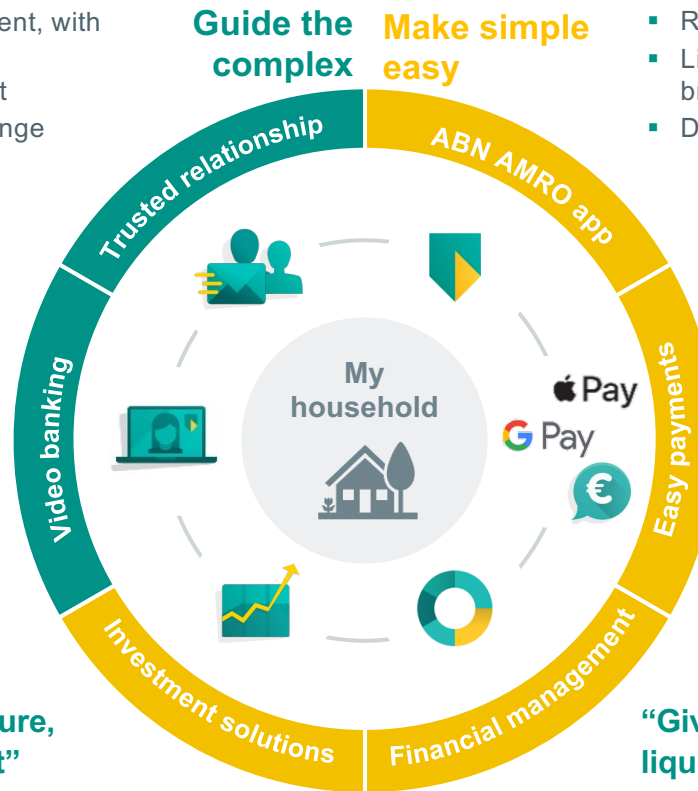 ent, with
t
nge
Guide the
complex
Make simple
easy
R
Li
br
D
Trusted relationship
ABN AMRO app
Video banking
Easy payments
My
household
Pay
G Pay
€
Investment solutions
Financial management
ure,
t”
“Giv
liqu